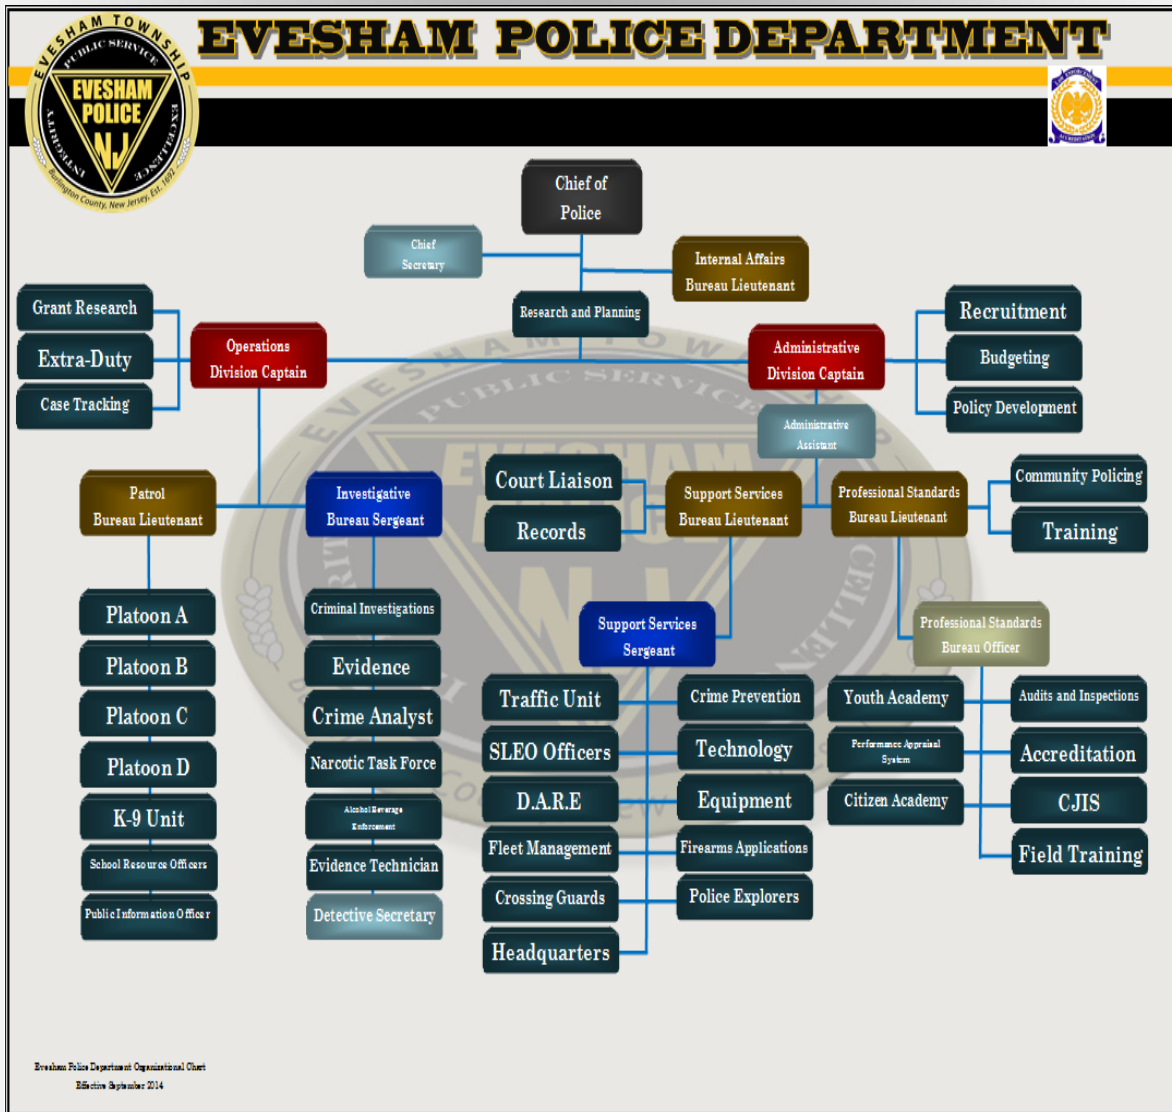 EVESHAM POLICE DEPARTMENT
EVESHAM TOWNSHIP
PUBLIC SERVICE
INTEGRITY
EXCELLENCE
EVESHAM
POLICE
NJ
Burlington County, New Jersey, Est. 1692
LAW ENFORCEMENT
ACCREDITATION
Chief of
Police
Chief
Secretary
Internal Affairs
Bureau Lieutenant
Research and Planning
Grant Research
Extra-Duty
Case Tracking
Operations
Division Captain
Administrative
Division Captain
Recruitment
Budgeting
Policy Development
Administrative
Assistant
Patrol
Bureau Lieutenant
Investigative
Bureau Sergeant
Court Liaison
Records
Support Services
Bureau Lieutenant
Professional Standards
Bureau Lieutenant
Community Policing
Training
Platoon A
Platoon B
Platoon C
Platoon D
K-9 Unit
School Resource Officers
Public Information Officer
Criminal Investigations
Evidence
Crime Analyst
Narcotic Task Force
Alcohol Beverage
Enforcement
Evidence Technician
Detective Secretary
Support Services
Sergeant
Traffic Unit
SLEO Officers
D.A.R.E
Fleet Management
Crossing Guards
Headquarters
Crime Prevention
Technology
Equipment
Firearms Applications
Police Explorers
Professional Standards
Bureau Officer
Youth Academy
Performance Appraisal
System
Citizen Academy
Audits and Inspections
Accreditation
CJIS
Field Training
Evesham Police Department Organizational Chart
Effective September 2014